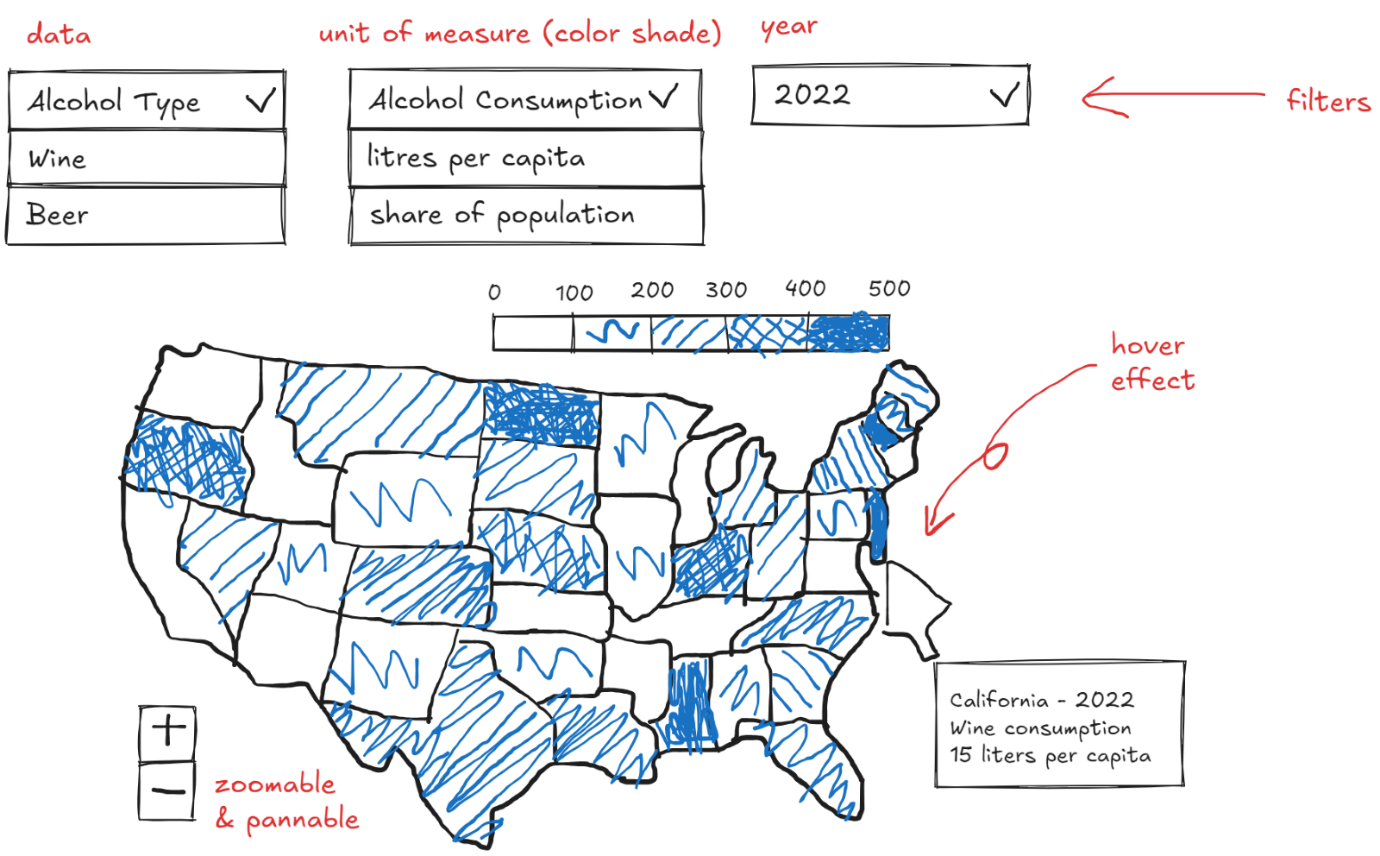 data
unit of measure (color shade)
year
Alcohol Type
Wine
Beer
Alcohol Consumption
litres per capita
share of population
2022
filters
0 100 200 300 400 500
hover
effect
California - 2022
Wine consumption
15 liters per capita
+
−
zoomable
& pannable